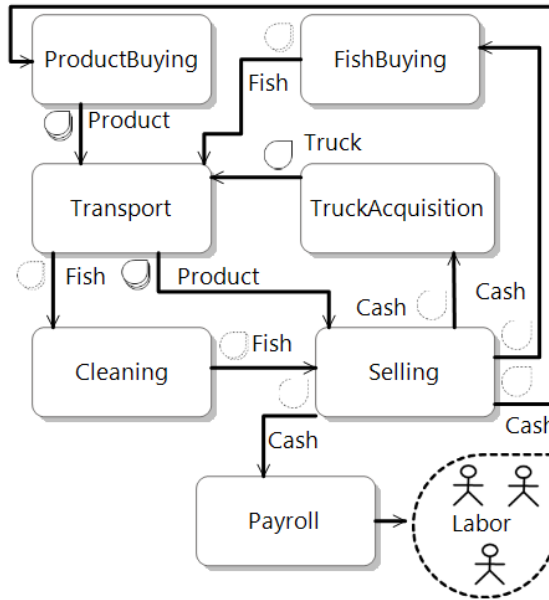 ProductBuying
FishBuying
Fish
Product
Truck
Transport
TruckAcquisition
Fish
Product
Cash
Cash
Cleaning
Fish
Selling
Cash
Cash
Payroll
Labor